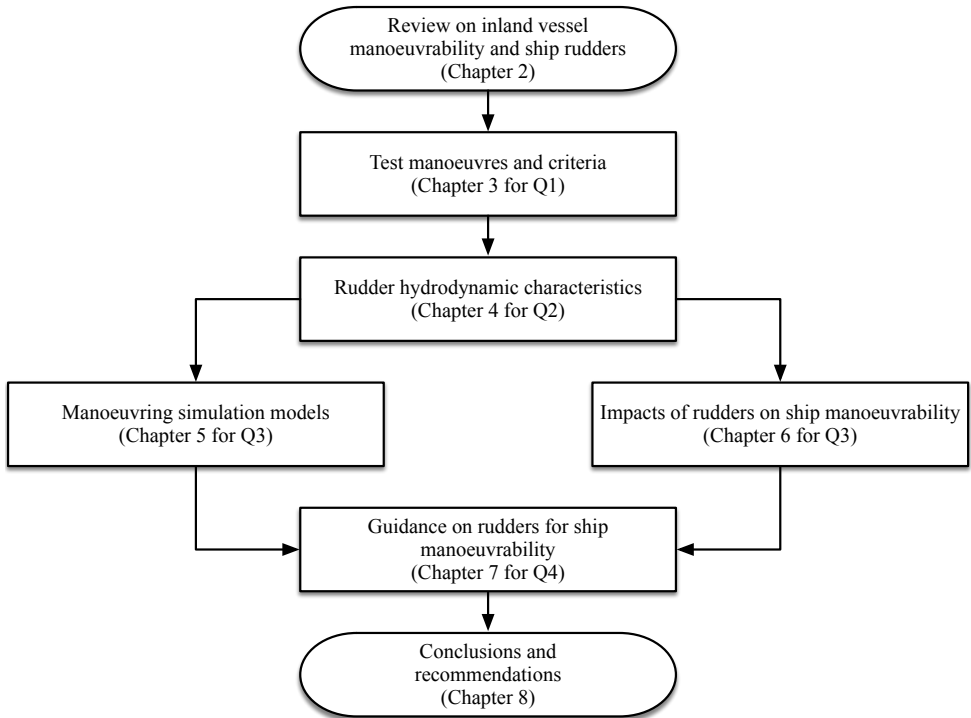 Review on inland vessel
manoeuvrability and ship rudders
(Chapter 2)
Test manoeuvres and criteria
(Chapter 3 for Q1)
Rudder hydrodynamic characteristics
(Chapter 4 for Q2)
Manoeuvring simulation models
(Chapter 5 for Q3)
Impacts of rudders on ship manoeuvrability
(Chapter 6 for Q3)
Guidance on rudders for ship
manoeuvrability
(Chapter 7 for Q4)
Conclusions and
recommendations
(Chapter 8)